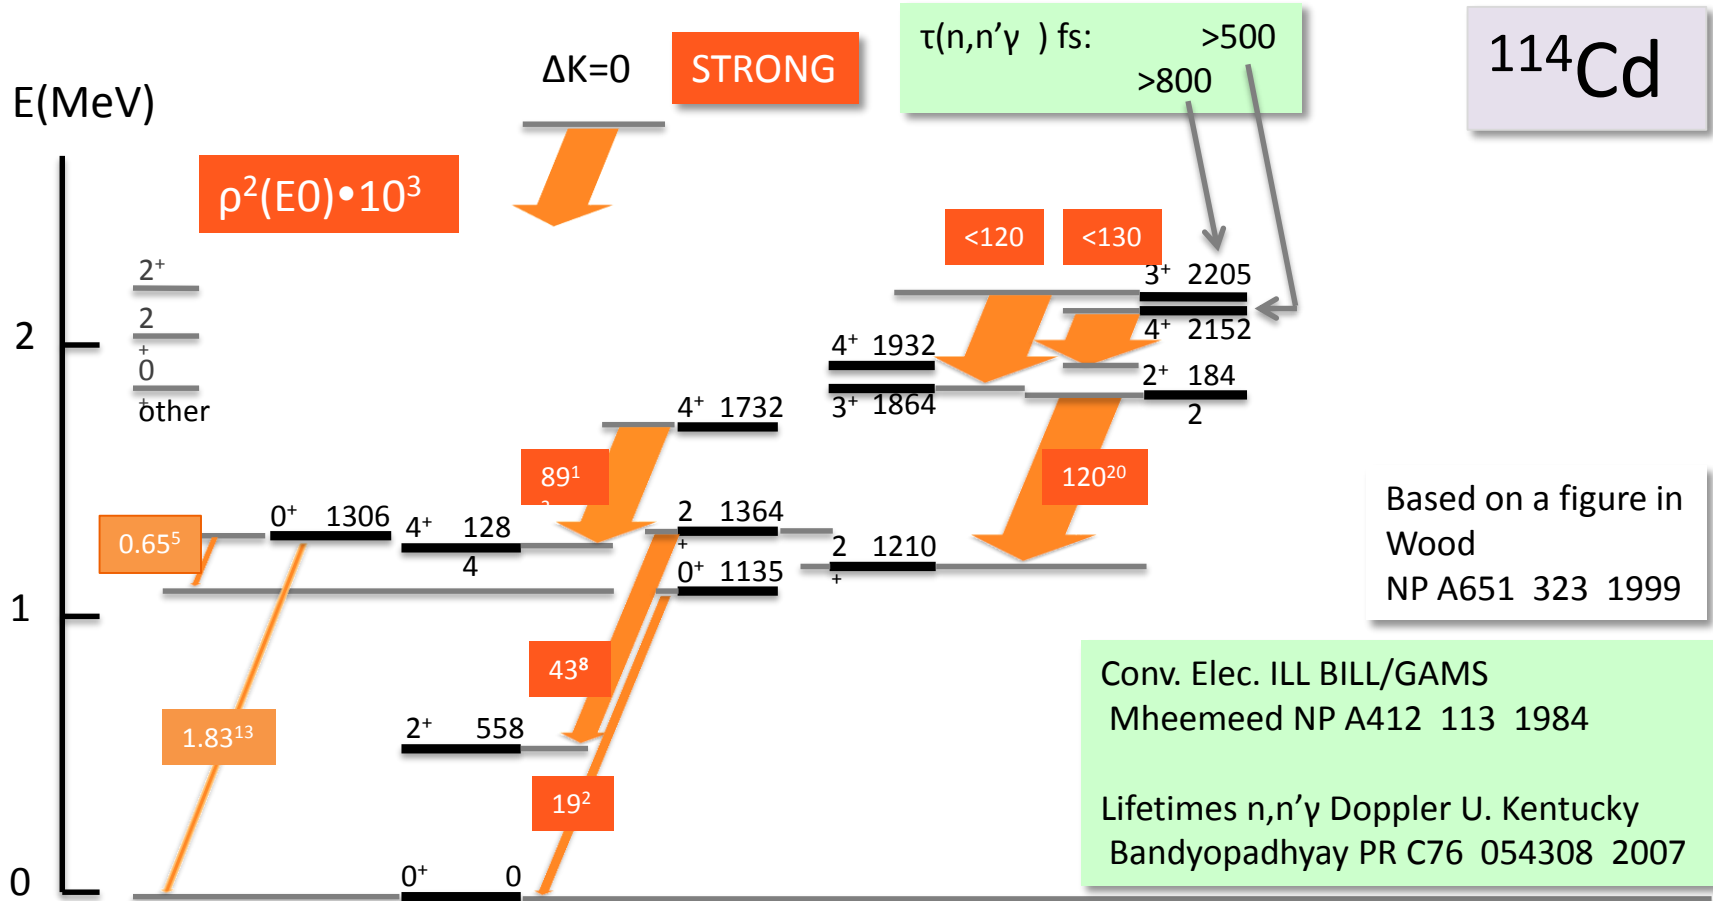 τ(n,n’γ ) fs: >500
>800
¹¹⁴Cd
ΔK=0
STRONG
E(MeV)
ρ²(E0)•10³
<120
<130
2⁺
3⁺ 2205
2
2
+
4⁺ 2152
4⁺ 1932
0
+
other
2⁺ 184
2
3⁺ 1864
4⁺ 1732
89¹
120²⁰
Based on a figure in
Wood
NP A651 323 1999
0⁺ 1306
4⁺ 128
4
2 1364
+
0.65⁵
2 1210
+
0⁺ 1135
1
43⁸
Conv. Elec. ILL BILL/GAMS
Mheemeed NP A412 113 1984
2⁺ 558
1.83¹³
19²
Lifetimes n,n’γ Doppler U. Kentucky
Bandyopadhyay PR C76 054308 2007
0
0⁺ 0